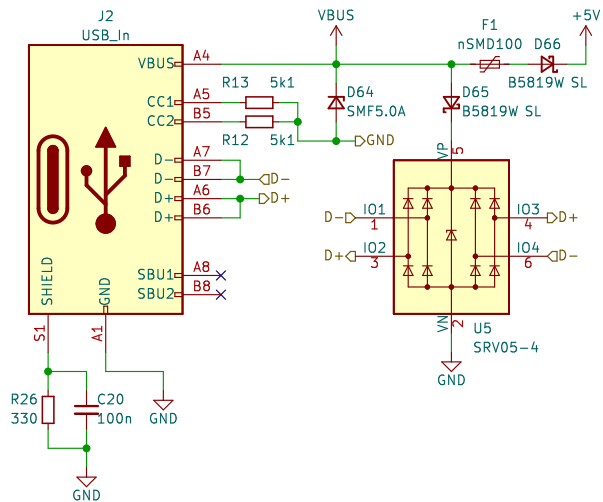 J2
USB_In
VBUS
F1
nSMD100
D66
B5819W SL
+5V
VBUS
A4
CC1
A5
CC2
B5
R13
5k1
R12
5k1
D64
SMF5.0A
GND
D65
B5819W SL
D-
A7
D-
B7
D-
D+
A6
D+
D+
B6
SBU1
A8
SBU2
B8
SHIELD
GND
S1
A1
VP
5
D-
IO1
1
IO3
4
D+
D+
IO2
3
IO4
6
D-
VN
2
U5
SRV05-4
GND
R26
330
C20
100n
GND
GND